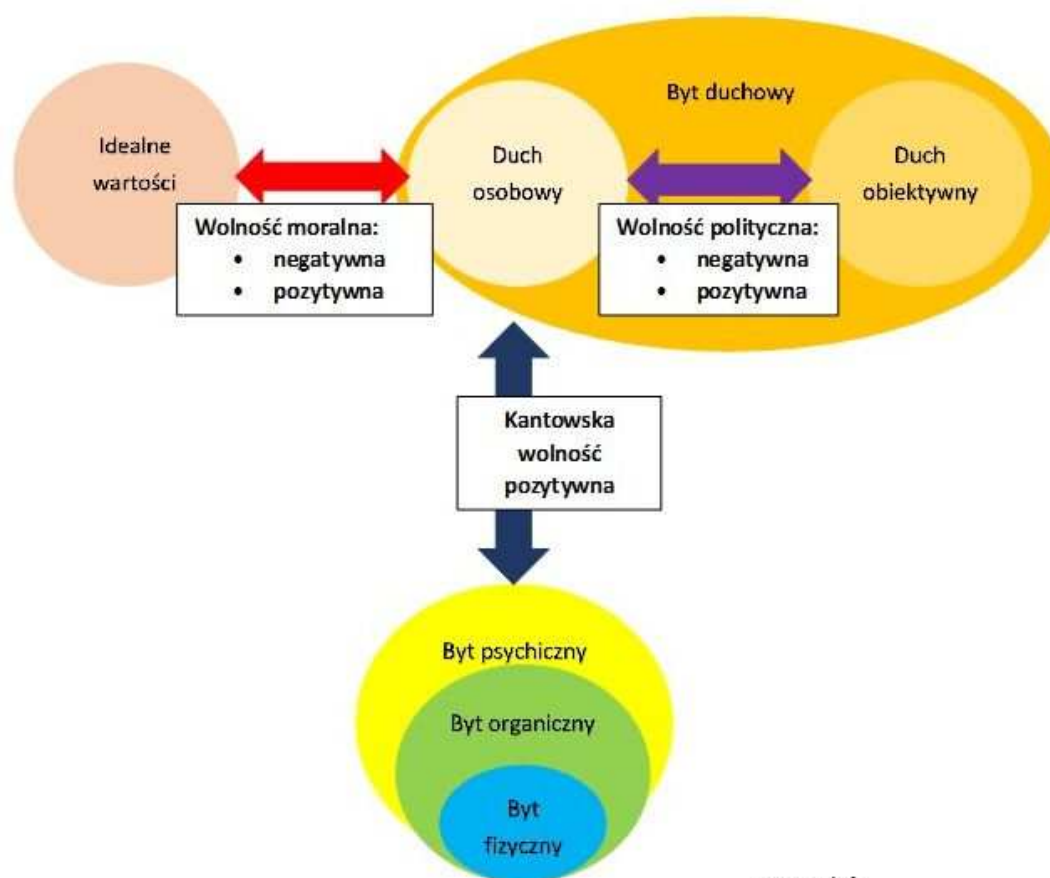 Byt duchowy
Idealne
wartości
Duch
osobowy
Duch
obiektywny
Wolność moralna:
• negatywna
• pozytywna
Wolność polityczna:
• negatywna
• pozytywna
Kantowska
wolność
pozytywna
Byt psychiczny
Byt organiczny
Byt
fizyczny